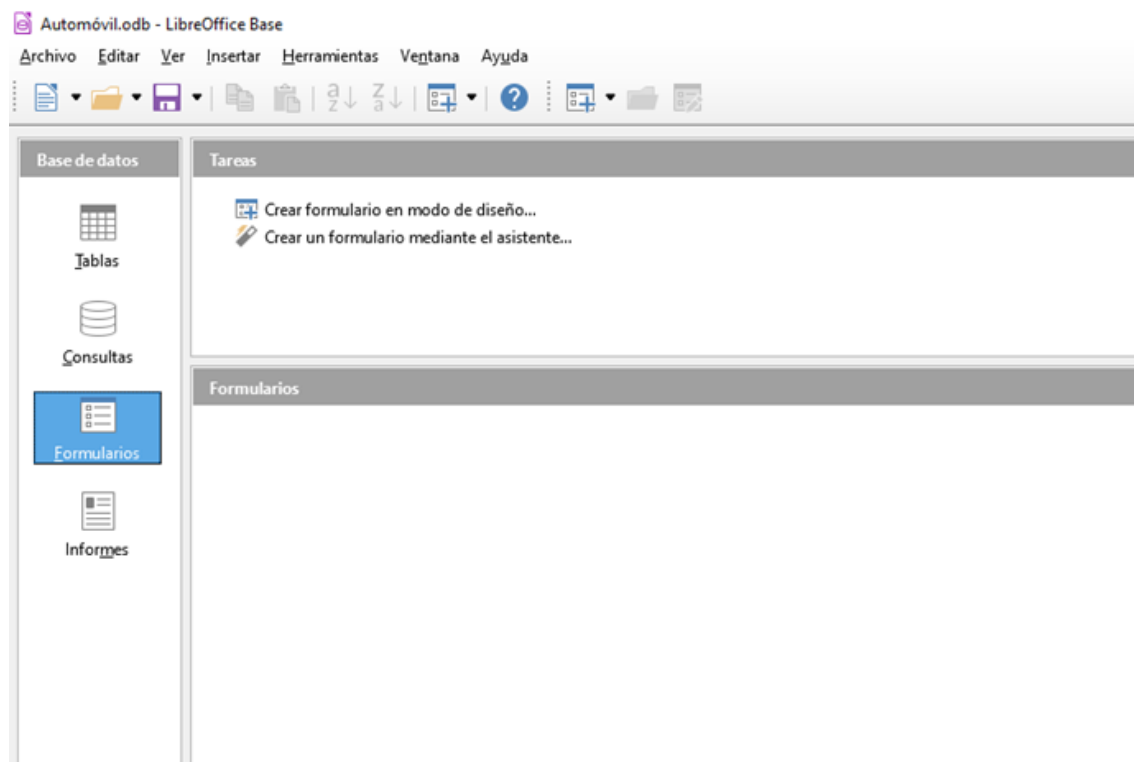 Automóvil.odb - LibreOffice Base
Archivo Editar Ver Insertar Herramientas Ventana Ayuda
Base de datos
Tablas
Consultas
Formularios
Informes
Tareas
Crear formulario en modo de diseño...
Crear un formulario mediante el asistente...
Formularios